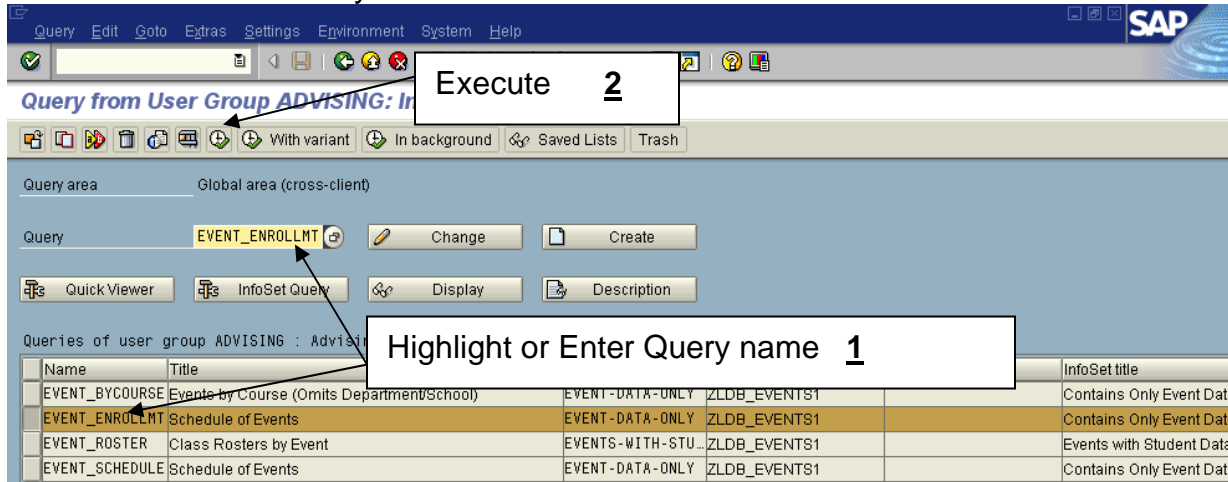 Query Edit Goto Extras Settings Environment System Help
SAP
Execute 2
Query from User Group ADVISING:
With variant In background Saved Lists Trash
Query area Global area (cross-client)
Query EVENT_ENROLLMT Change Create
Quick Viewer InfoSet Query Display Description
Queries of user group ADVISING :
Highlight or Enter Query name 1
Name Title InfoSet title
EVENT_BYCOURSE Events by Course (Omits Department/School) EVENT-DATA-ONLY ZLDB_EVENTS1 Contains Only Event Dat
EVENT_ENROLLMT Schedule of Events EVENT-DATA-ONLY ZLDB_EVENTS1 Contains Only Event Dat
EVENT_ROSTER Class Rosters by Event EVENTS-WITH-STU... ZLDB_EVENTS1 Events with Student Data
EVENT_SCHEDULE Schedule of Events EVENT-DATA-ONLY ZLDB_EVENTS1 Contains Only Event Dat